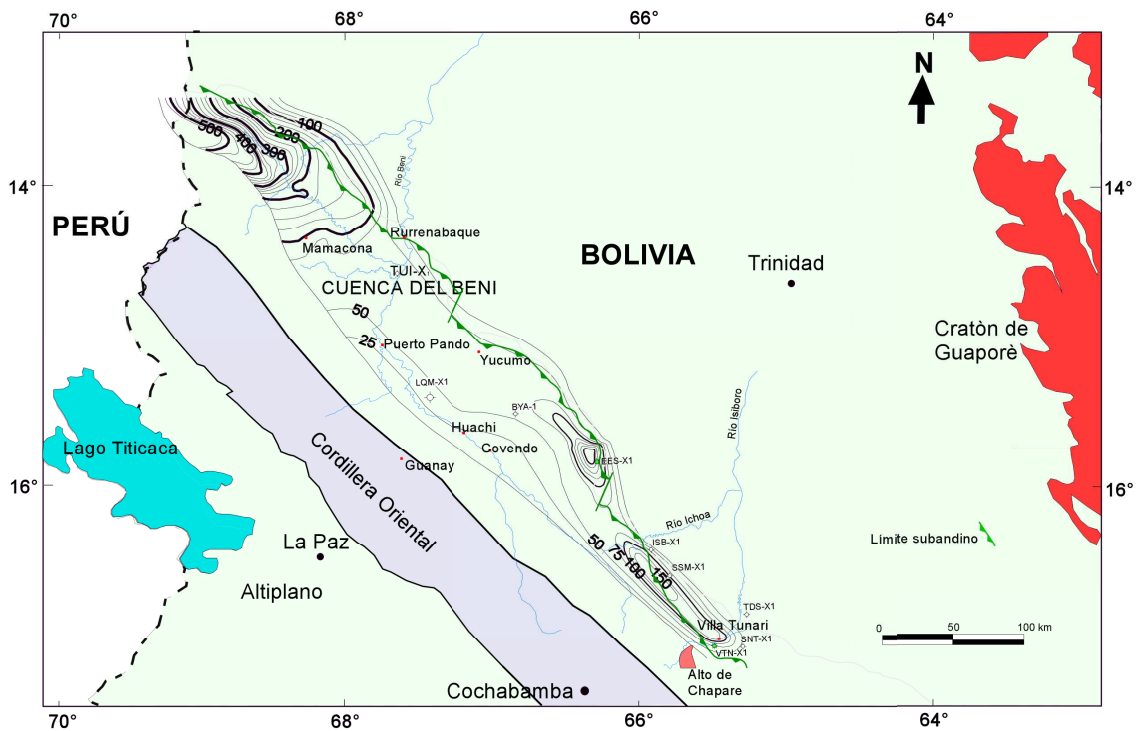 70° 68° 66° 64°
N
100
200
500
400
300
14° 14°
Río Beni
PERÚ
Rurrenabaque
Mamacona
BOLIVIA
Trinidad
TUI-X
CUENCA DEL BENI
50
25
Puerto Pando
Yucumo
Cratòn de
Guaporè
LQM-X1
BYA-1
Río Isiboro
Huachi
Covendo
Lago Titicaca
Guanay
EES-X1
Cordillera Oriental
16° 16°
Río Ichoa
La Paz
50
75
100
150
ISB-X1
SSM-X1
Limite subandino
Altiplano
TDS-X1
Villa Tunari
SNT-X1
VTN-X1
0 50 100 km
Alto de
Chapare
Cochabamba
70° 68° 66° 64°